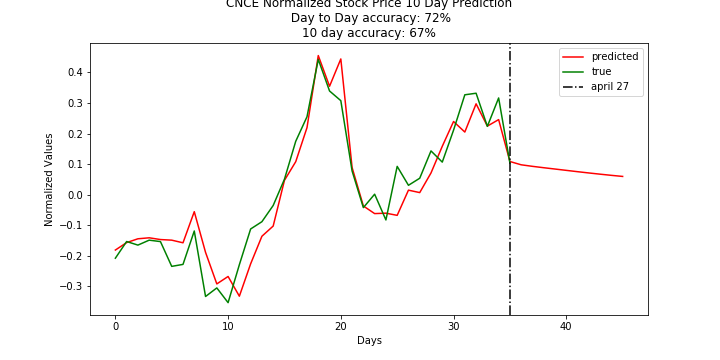 CNCE Normalized Stock Price 10 Day Prediction
Day to Day accuracy: 72%
10 day accuracy: 67%
predicted
true
april 27
Normalized Values
0.4
0.3
0.2
0.1
0.0
−0.1
−0.2
−0.3
0
10
20
30
40
Days